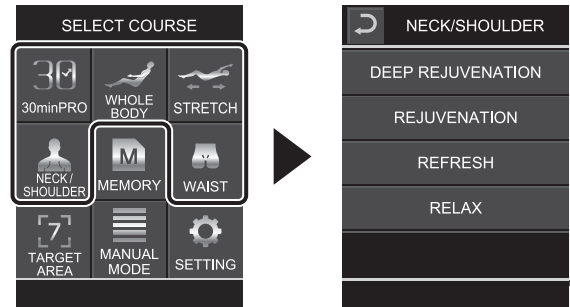 SELECT COURSE
30
30minPRO
WHOLE
BODY
STRETCH
NECK/
SHOULDER
M
MEMORY
WAIST
7
TARGET
AREA
MANUAL
MODE
SETTING
NECK/SHOULDER
DEEP REJUVENATION
REJUVENATION
REFRESH
RELAX